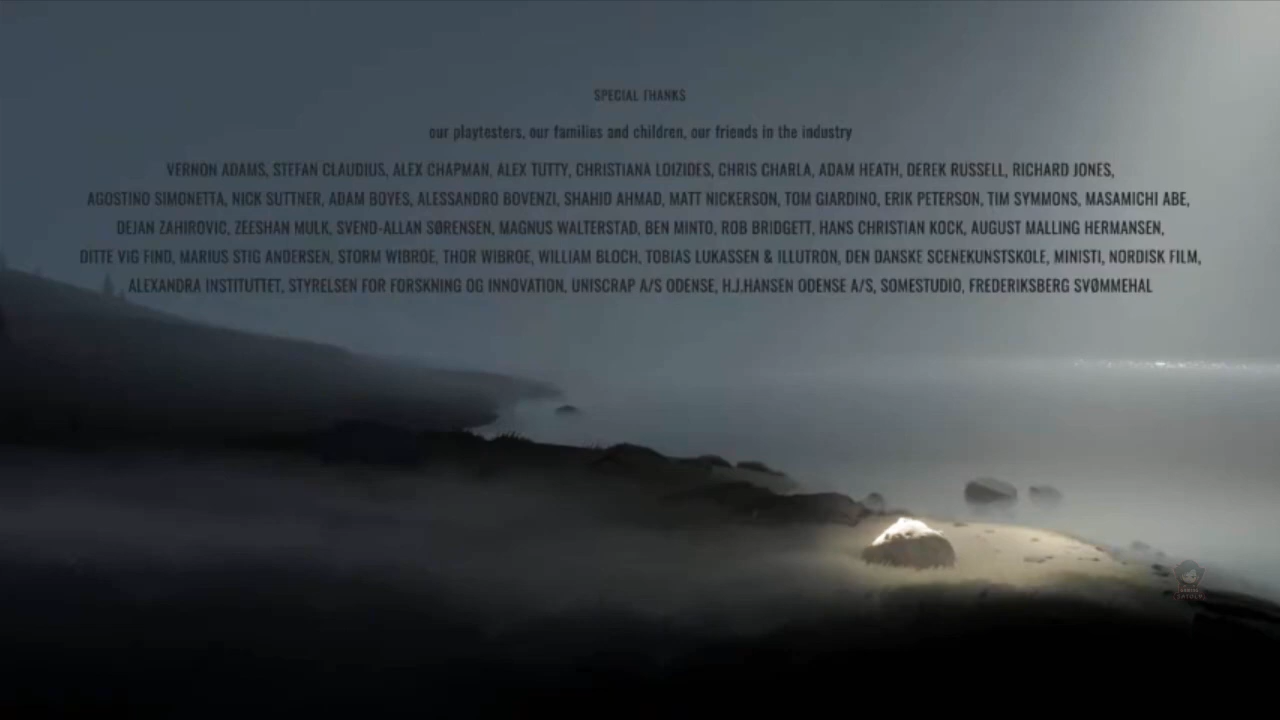 SPECIAL THANKS
our playtesters, our families and children, our friends in the industry
VERNON ADAMS, STEFAN CLAUDIUS, ALEX CHAPMAN, ALEX TUTTY, CHRISTIANA LOIZIDES, CHRIS CHARLA, ADAM HEATH, DEREK RUSSELL, RICHARD JONES,
AGOSTINO SIMONETTA, NICK SUTTNER, ADAM BOYES, ALESSANDRO BOVENZI, SHAHID AHMAD, MATT NICKERSON, TOM GIARDINO, ERIK PETERSON, TIM SYMMONS, MASAMICHI ABE,
DEJAN ZAHIROVIC, ZEESHAN MULK, SVEND-ALLAN SØRENSEN, MAGNUS WALTERSTAD, BEN MINTO, ROB BRIDGETT, HANS CHRISTIAN KOCK, AUGUST MALLING HERMANSEN,
DITTE VIG FIND, MARIUS STIG ANDERSEN, STORM WIBROE, THOR WIBROE, WILLIAM BLOCH, TOBIAS LUKASSEN & ILLUTRON, DEN DANSKE SCENEKUNSTSKOLE, MINISTI, NORDISK FILM,
ALEXANDRA INSTITUTTET, STYRELSEN FOR FORSKNING OG INNOVATION, UNISCRAP A/S ODENSE, H.J.HANSEN ODENSE A/S, SOMESTUDIO, FREDERIKSBERG SVØMMEHAL